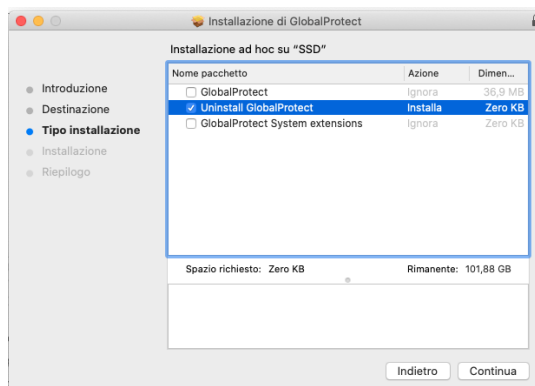 Installazione di GlobalProtect
Installazione ad hoc su “SSD”
Nome pacchetto Azione Dimen...
GlobalProtect Ignora 36,9 MB
Uninstall GlobalProtect Installa Zero KB
GlobalProtect System extensions Ignora Zero KB
Introduzione
Destinazione
Tipo installazione
Installazione
Riepilogo
Spazio richiesto: Zero KB Rimanente: 101,88 GB
Indietro Continua